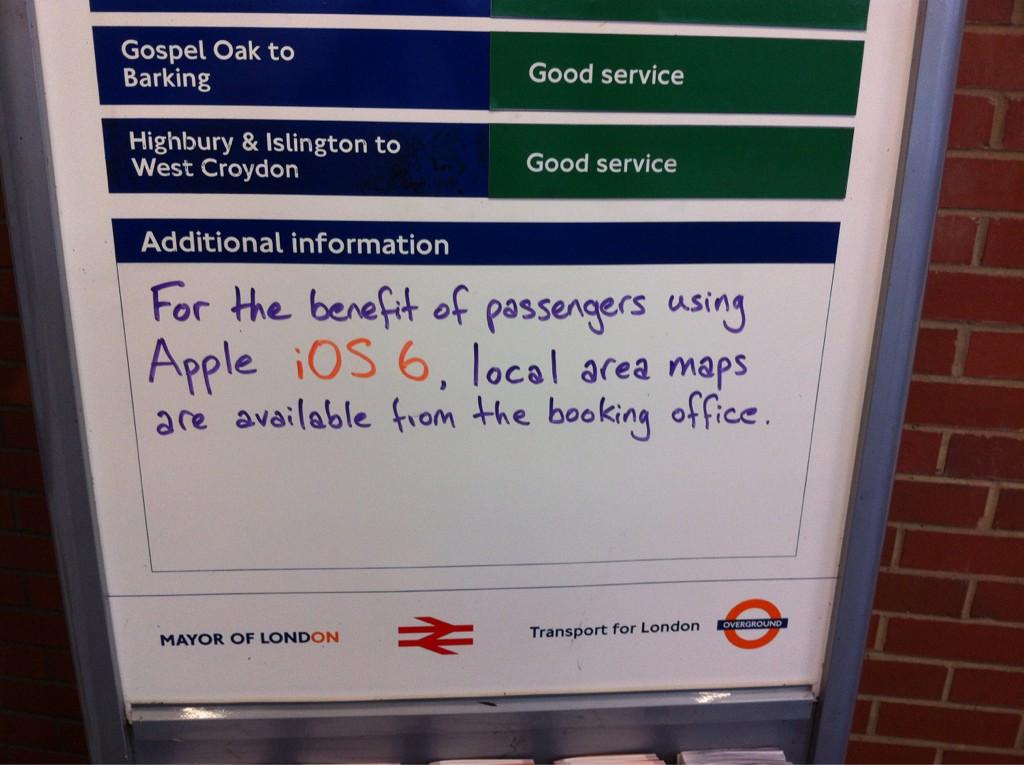 Gospel Oak to
Barking
Good service
Highbury & Islington to
West Croydon
Good service
Additional information
For the benefit of passengers using
Apple iOS 6, local area maps
are available from the booking office.
MAYOR OF LONDON
Transport for London
OVERGROUND